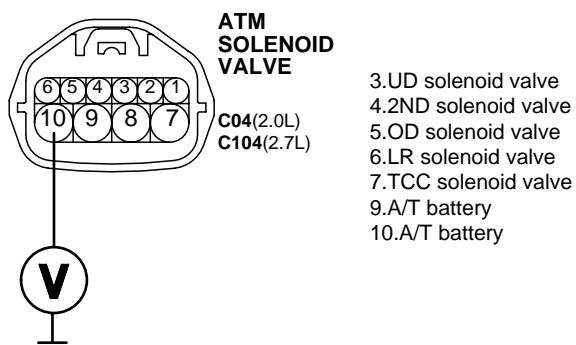 ATM
SOLENOID
VALVE
6 5 4 3 2 1
10 9 8 7
C04(2.0L)
C104(2.7L)
V
3.UD solenoid valve
4.2ND solenoid valve
5.OD solenoid valve
6.LR solenoid valve
7.TCC solenoid valve
9.A/T battery
10.A/T battery